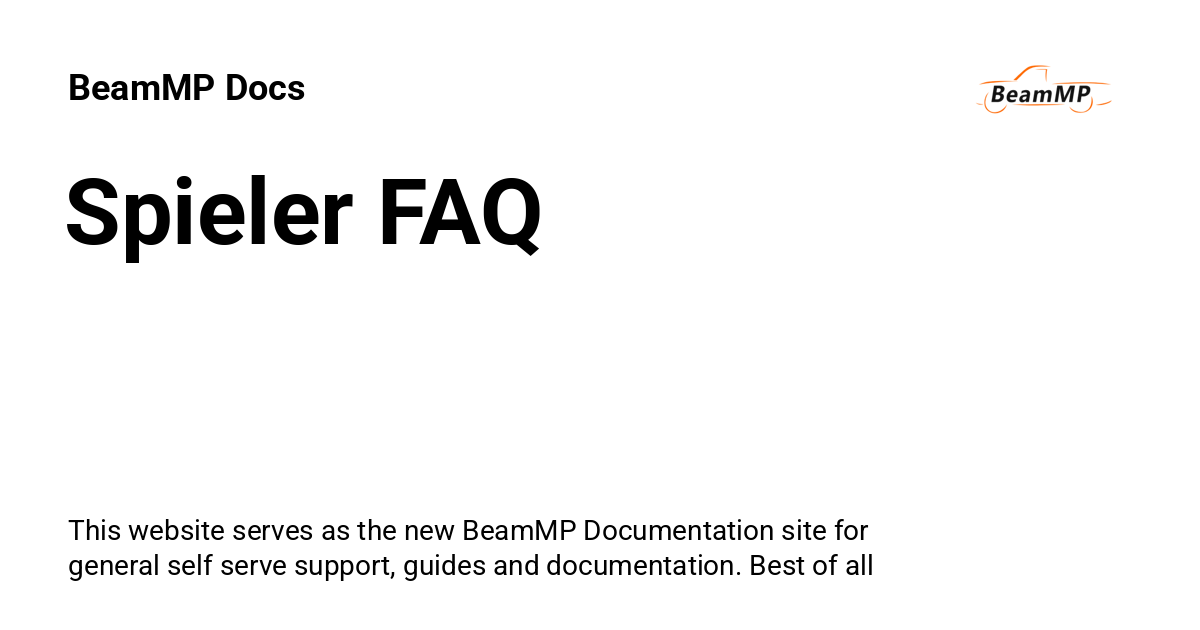 BeamMP Docs
BeamMP
Spieler FAQ
This website serves as the new BeamMP Documentation site for
general self serve support, guides and documentation. Best of all